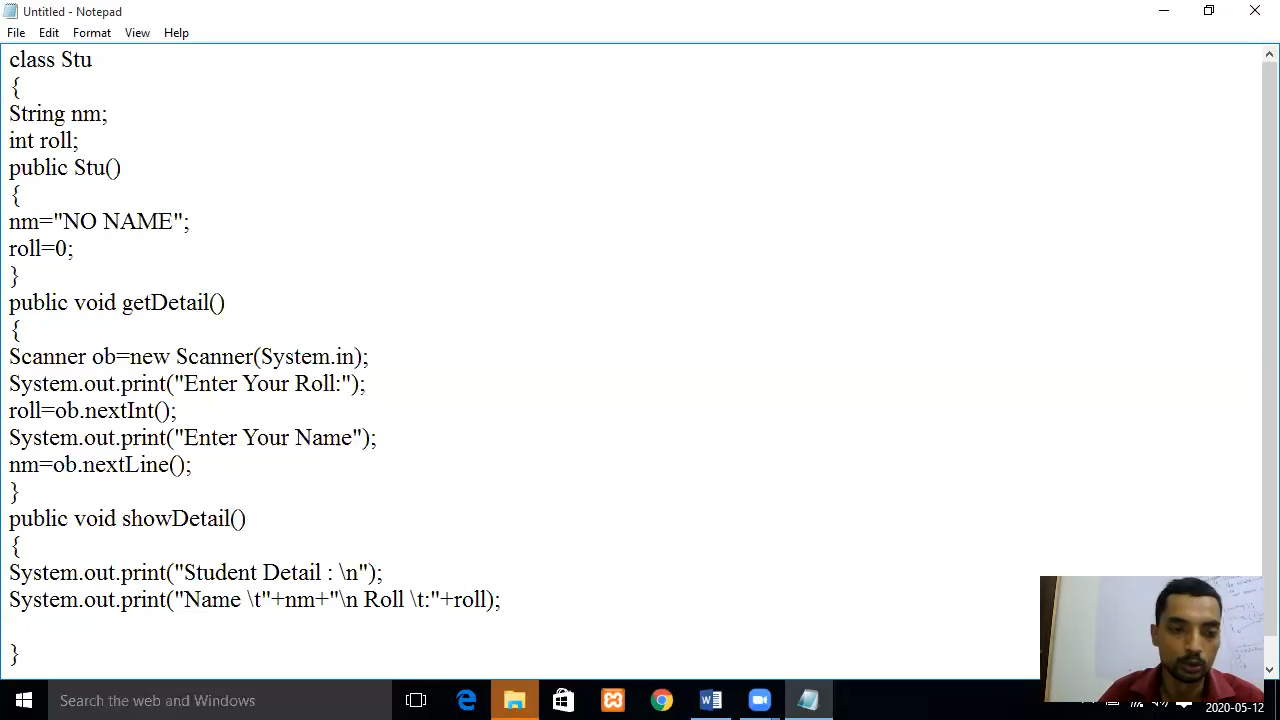 Untitled - Notepad
File Edit Format View Help
class Stu
{
String nm;
int roll;
public Stu()
{
nm="NO NAME";
roll=0;
}
public void getDetail()
{
Scanner ob=new Scanner(System.in);
System.out.print("Enter Your Roll:");
roll=ob.nextInt();
System.out.print("Enter Your Name");
nm=ob.nextLine();
}
public void showDetail()
{
System.out.print("Student Detail : \n");
System.out.print("Name \t"+nm+"\n Roll \t:"+roll);
}
Search the web and Windows
2020-05-12